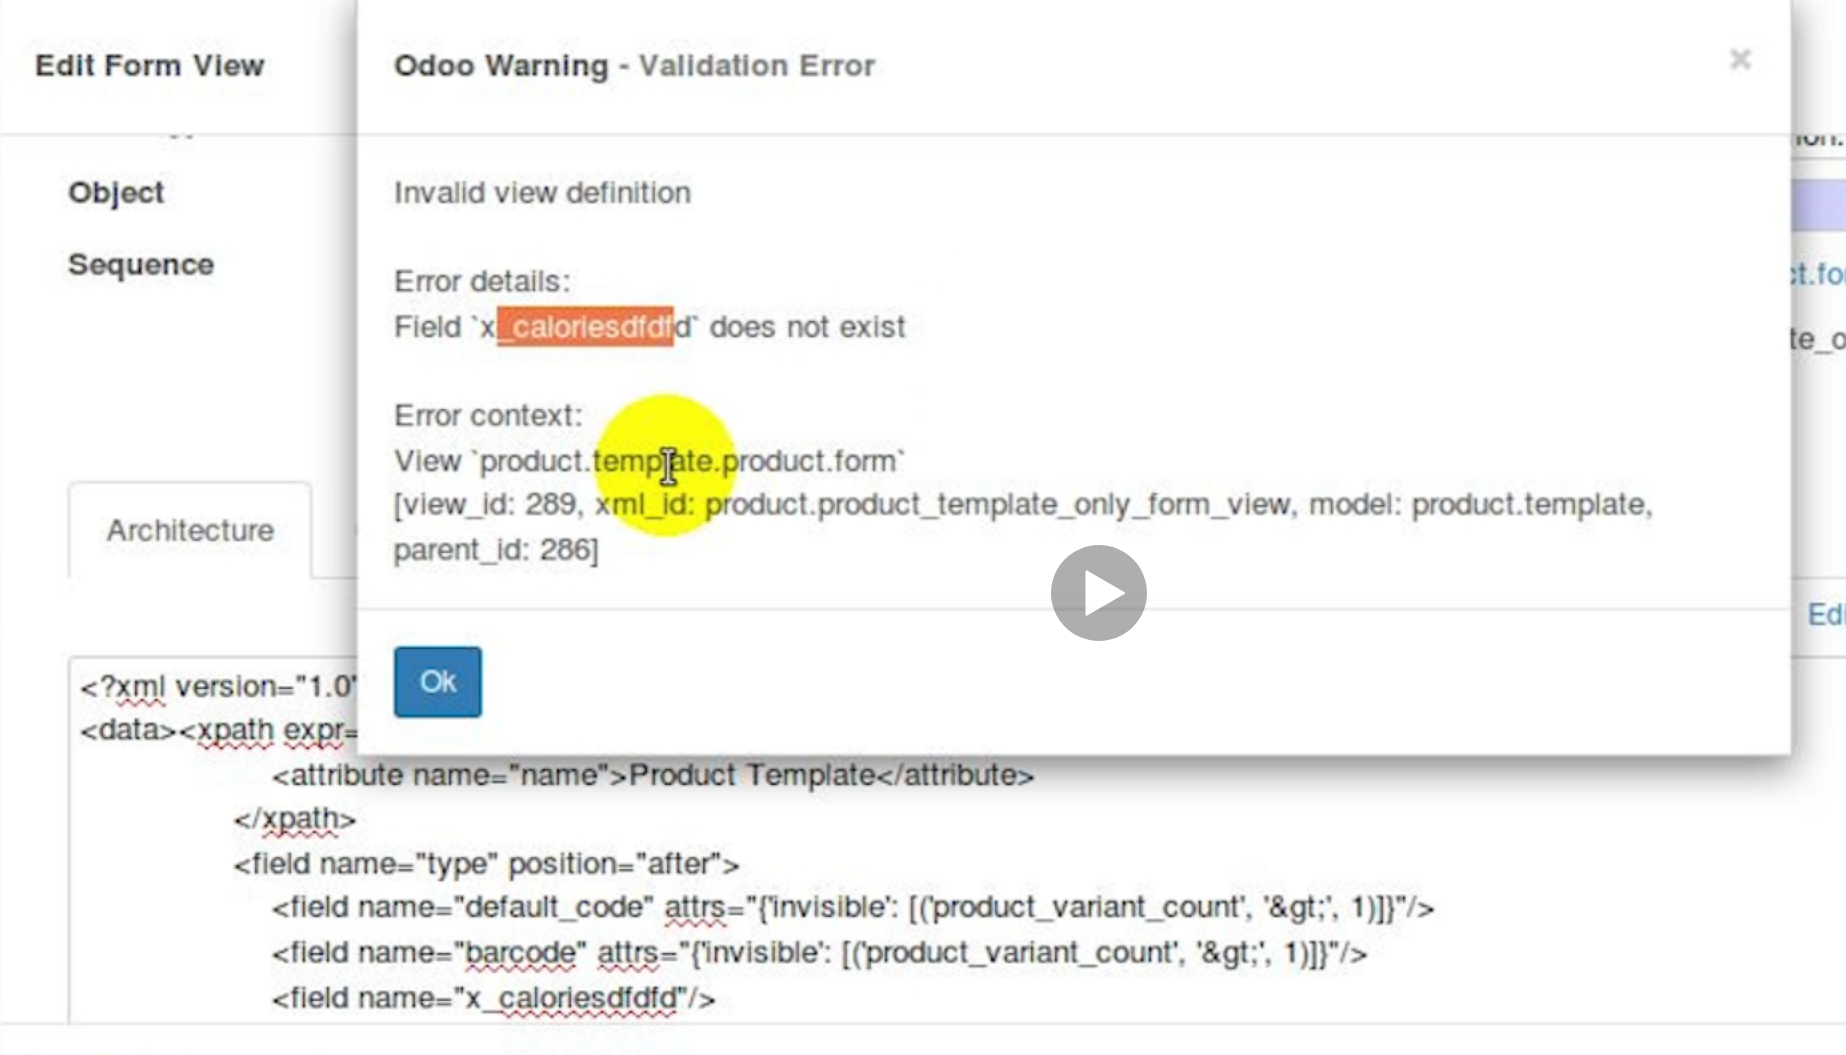 Edit Form View
Odoo Warning - Validation Error
×
Object
Sequence
Invalid view definition
Error details:
Field `x_caloriesdfdfd` does not exist
Error context:
View `product.template.product.form`
[view_id: 289, xml_id: product.product_template_only_form_view, model: product.template,
parent_id: 286]
ct.fo
te_o
Architecture
Edi
Ok
<?xml version="1.0"
<data><xpath expr=
<attribute name="name">Product Template</attribute>
</xpath>
<field name="type" position="after">
<field name="default_code" attrs="{'invisible': [('product_variant_count', '&gt;', 1)]}"/>
<field name="barcode" attrs="{'invisible': [('product_variant_count', '&gt;', 1)]}"/>
<field name="x_caloriesdfdfd"/>